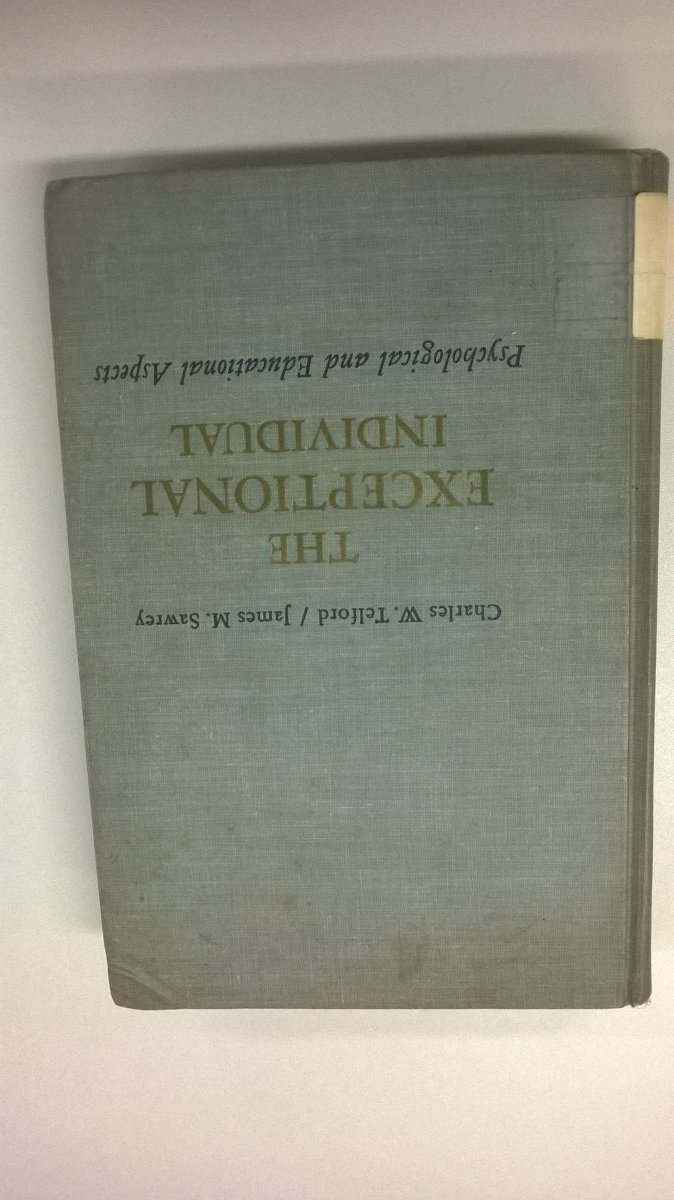 Charles W. Telford / James M. Sawrey
THE
EXCEPTIONAL
INDIVIDUAL
Psychological and Educational Aspects